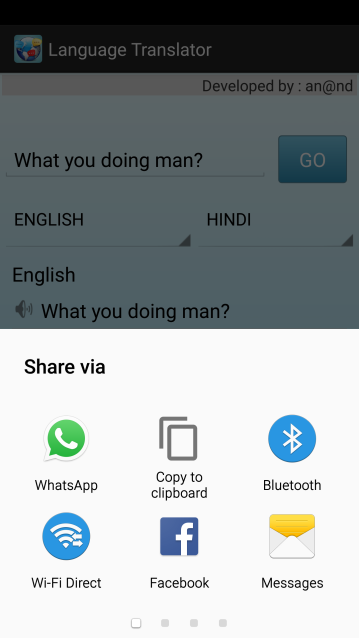 Language Translator
Developed by : an@nd
What you doing man?
GO
ENGLISH
HINDI
English
What you doing man?
Share via
WhatsApp
Copy to
clipboard
Bluetooth
Wi-Fi Direct
Facebook
Messages